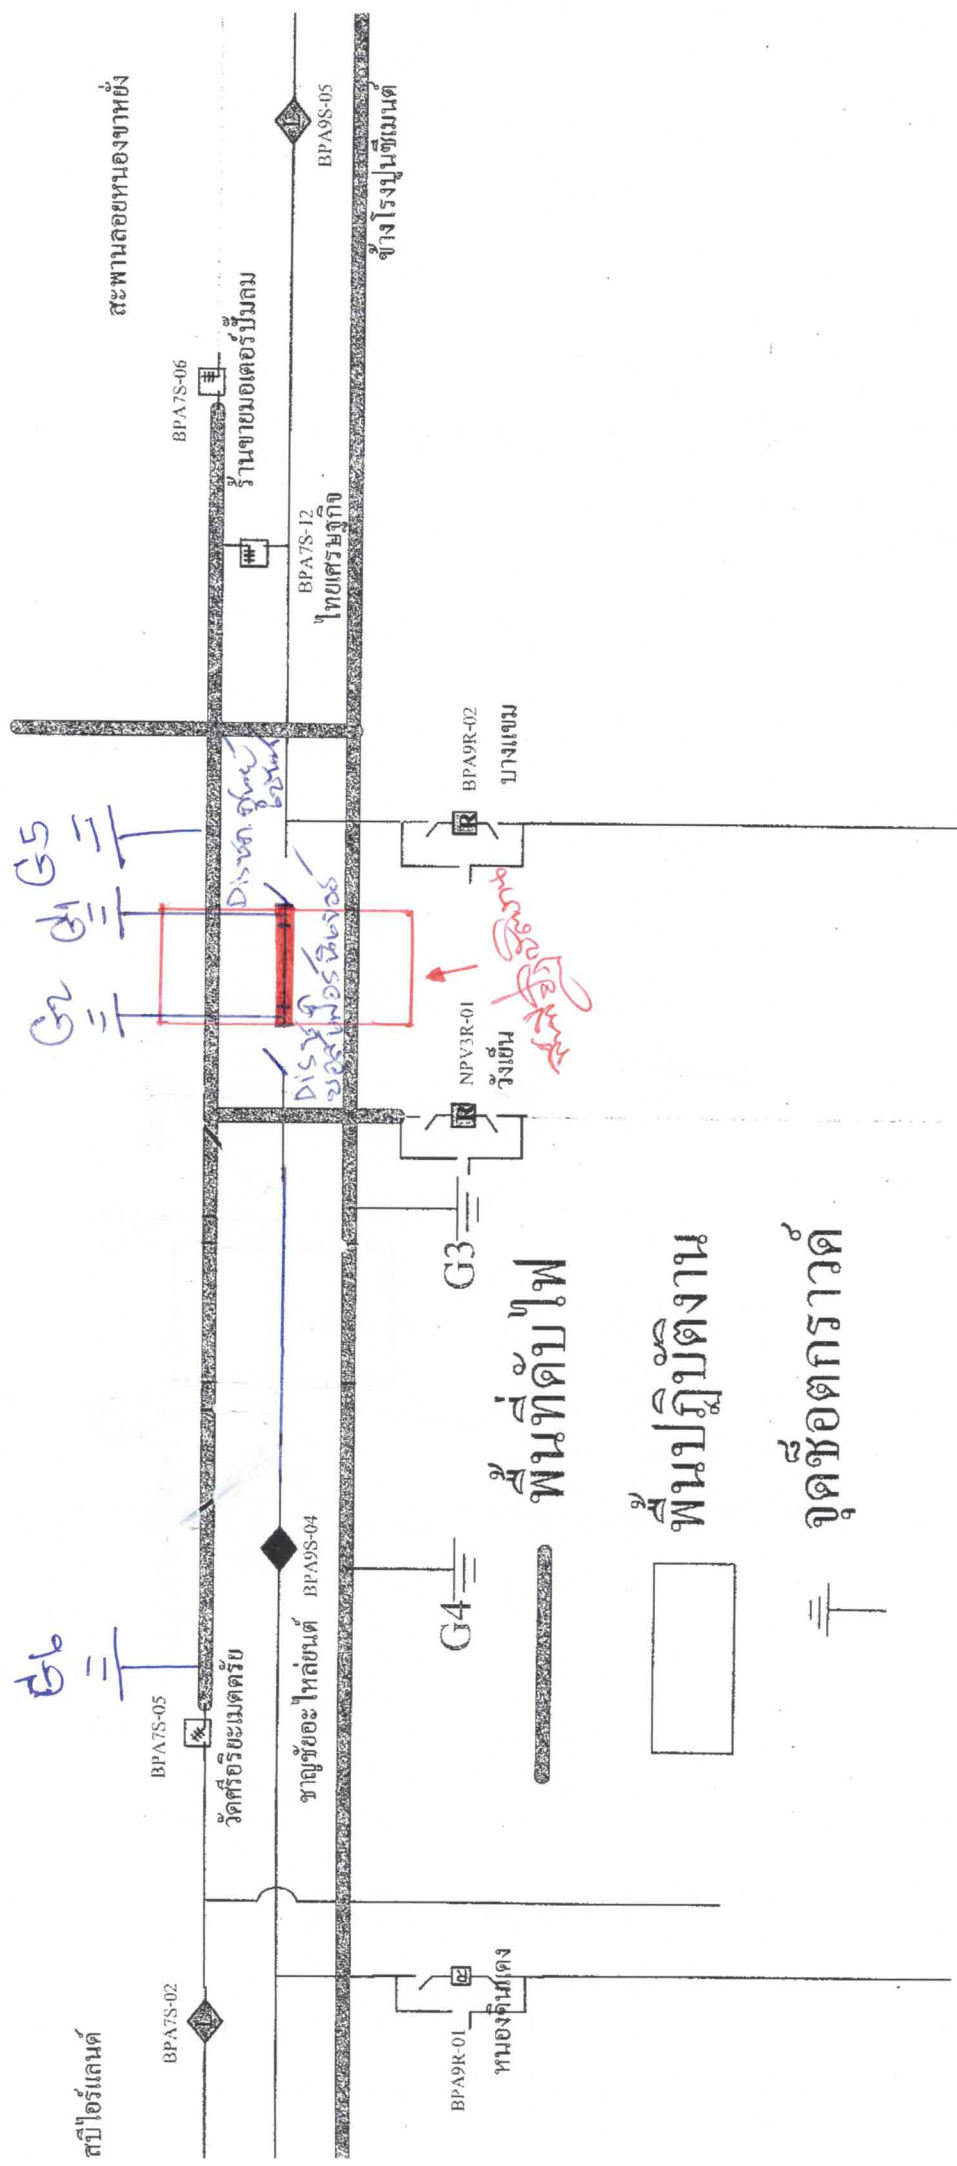 สะพานลอยหนองขาหยั่ง
BPA9S-05
ข้างโรงปูนซีเมนต์
BPA7S-06
ร้านขายมอเตอร์ปั๊มลม
BPA7S-12
ไทยเศรษฐกิจ
G5
G1
G2
BPA9R-02
บางแขม
R
NPV3R-01
วังเย็น
R
G3
G4
G6
BPA9S-04
ชาญชัยอะไหล่ยนต์
BPA7S-05
วัดศรีอริยะเมตตรัย
BPA7S-02
L
สบีไอร์แลนด์
BPA9R-01
หนองดินแดง
R
พื้นที่ดับไฟ
พื้นปฏิบัติงาน
จุดช็อตกราวด์